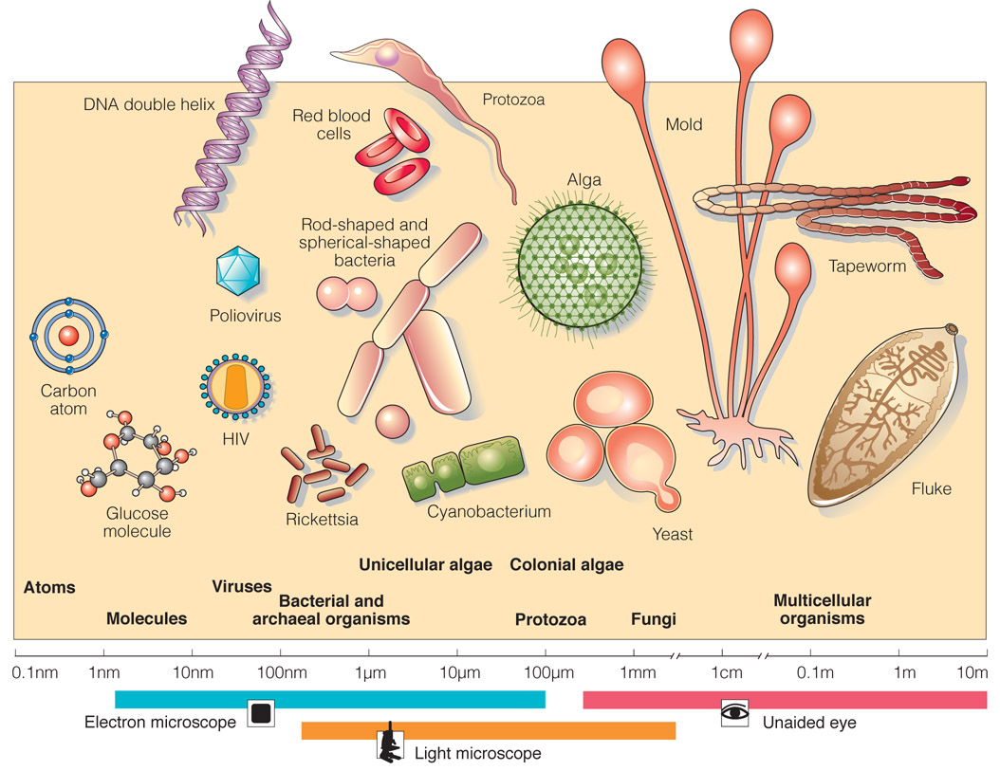 DNA double helix
Protozoa
Red blood
cells
Mold
Alga
Rod-shaped and
spherical-shaped
bacteria
Tapeworm
Poliovirus
Carbon
atom
HIV
Fluke
Glucose
molecule
Rickettsia
Cyanobacterium
Yeast
Unicellular algae
Colonial algae
Atoms
Viruses
Bacterial and
archaeal organisms
Multicellular
organisms
Molecules
Protozoa
Fungi
0.1nm 1nm 10nm 100nm 1µm 10µm 100µm 1mm 1cm 0.1m 1m 10m
Electron microscope
Unaided eye
Light microscope